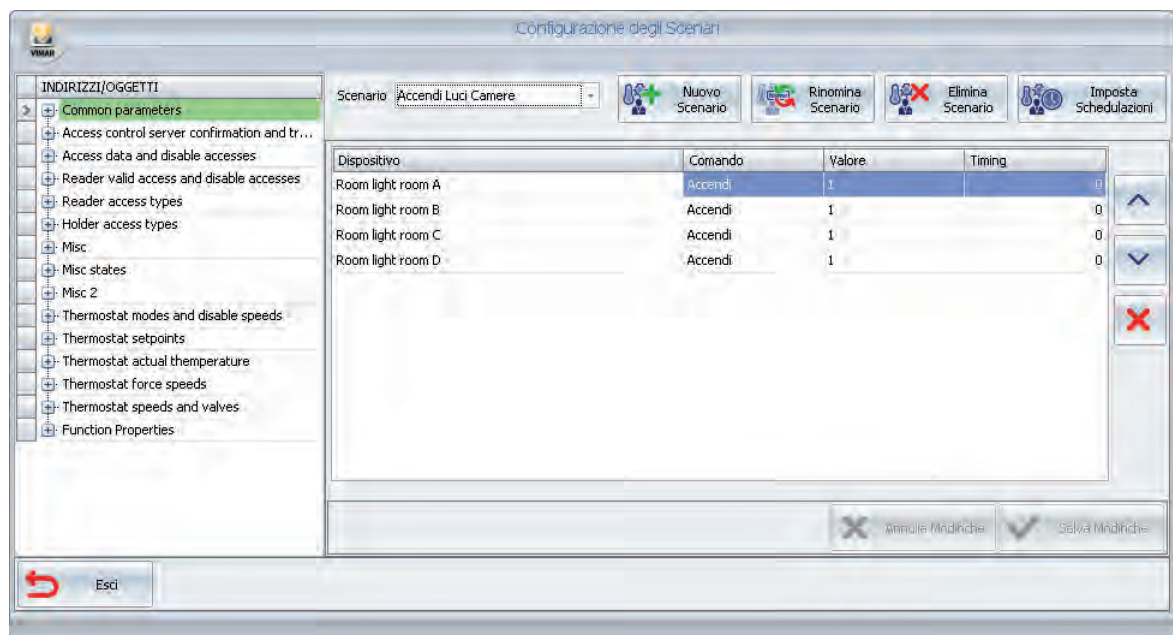 Configurazione degli Scenari
VIMAR
INDIRIZZI/OGGETTI
Common parameters
Access control server confirmation and tr...
Access data and disable accesses
Reader valid access and disable accesses
Reader access types
Holder access types
Misc
Misc states
Misc 2
Thermostat modes and disable speeds
Thermostat setpoints
Thermostat actual themperature
Thermostat force speeds
Thermostat speeds and valves
Function Properties
Scenario Accendi Luci Camere
Nuovo Scenario
Rinomina Scenario
Elimina Scenario
Imposta Schedulazioni
Dispositivo Comando Valore Timing
Room light room A Accendi 1 0
Room light room B Accendi 1 0
Room light room C Accendi 1 0
Room light room D Accendi 1 0
Annulla Modifiche Salva Modifiche
Esci